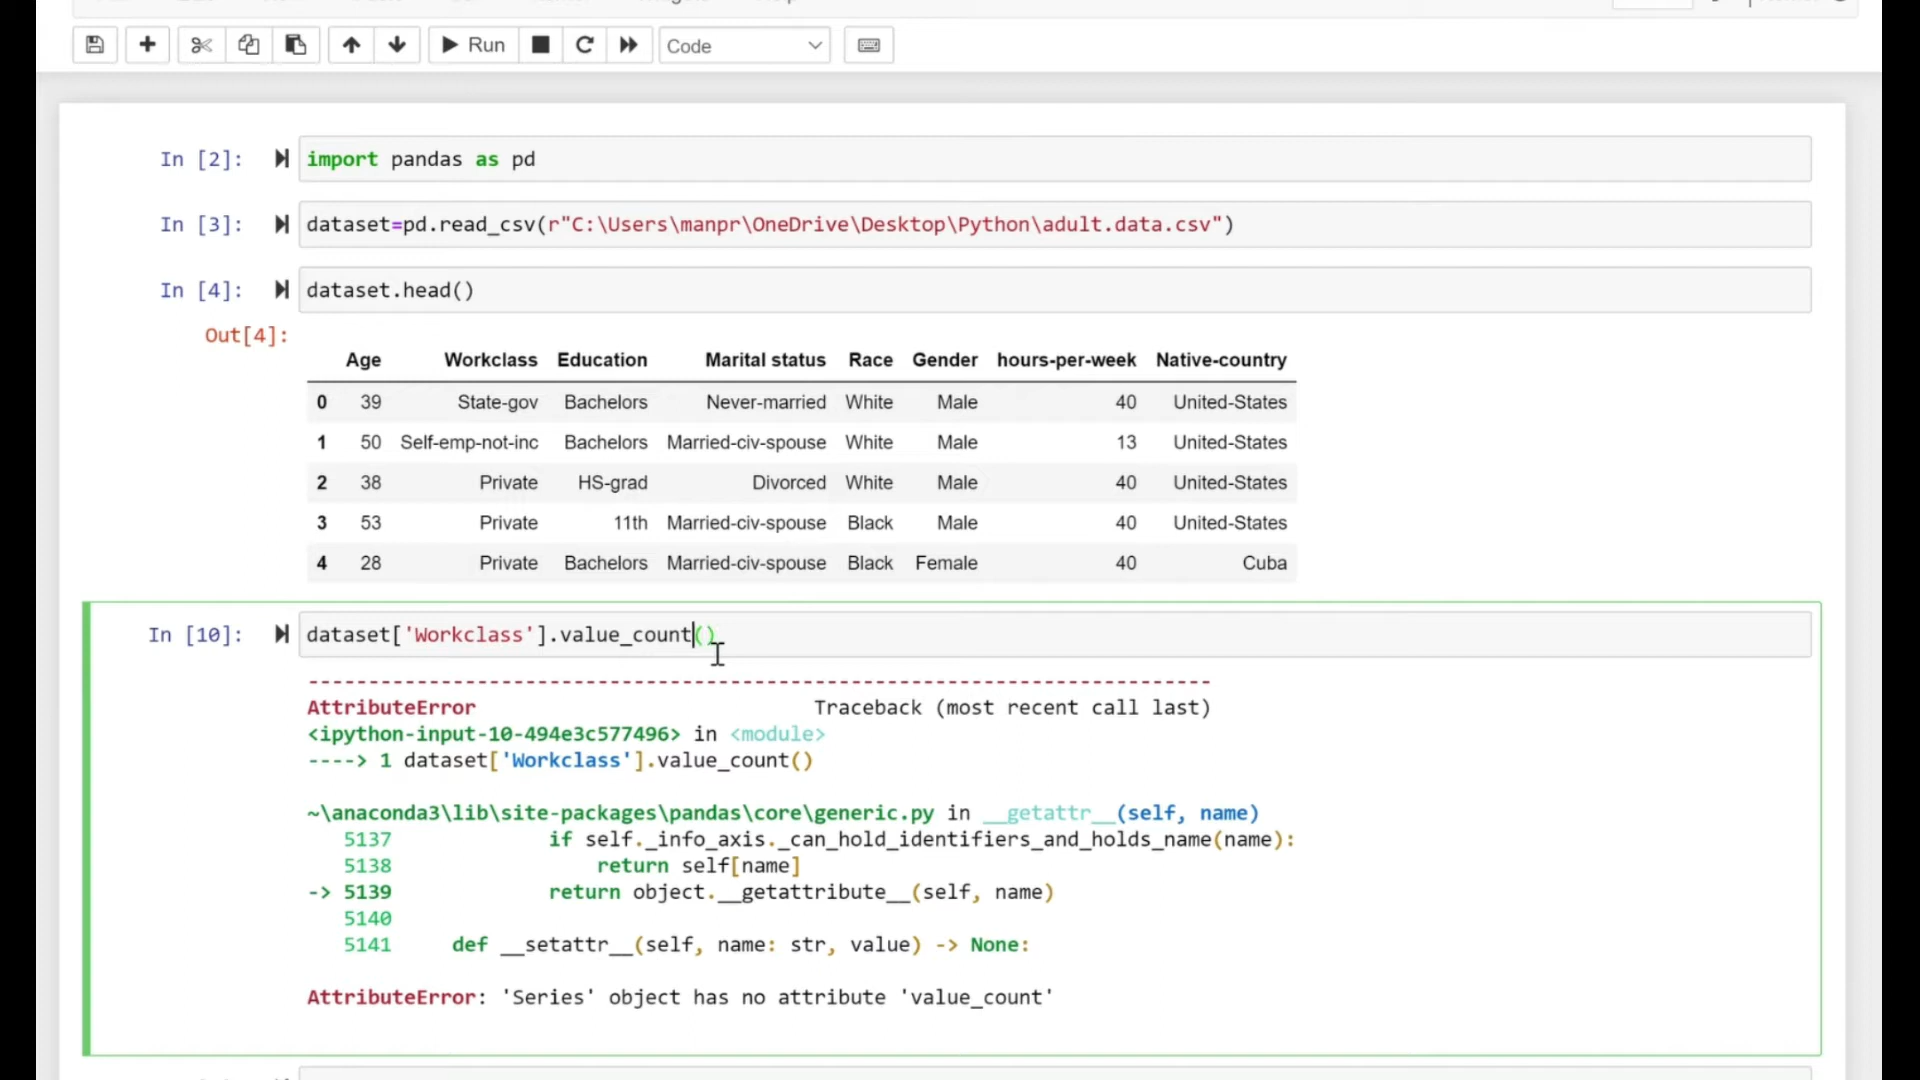 Run Code
In [2]: import pandas as pd
In [3]: dataset=pd.read_csv(r"C:\Users\manpr\OneDrive\Desktop\Python\adult.data.csv")
In [4]: dataset.head()
Out[4]:
Age Workclass Education Marital status Race Gender hours-per-week Native-country
0 39 State-gov Bachelors Never-married White Male 40 United-States
1 50 Self-emp-not-inc Bachelors Married-civ-spouse White Male 13 United-States
2 38 Private HS-grad Divorced White Male 40 United-States
3 53 Private 11th Married-civ-spouse Black Male 40 United-States
4 28 Private Bachelors Married-civ-spouse Black Female 40 Cuba
In [10]: dataset['Workclass'].value_count()
---------------------------------------------------------------------------
AttributeError Traceback (most recent call last)
<ipython-input-10-494e3c577496> in <module>
----> 1 dataset['Workclass'].value_count()
~\anaconda3\lib\site-packages\pandas\core\generic.py in __getattr__(self, name)
5137 if self._info_axis._can_hold_identifiers_and_holds_name(name):
5138 return self[name]
-> 5139 return object.__getattribute__(self, name)
5140
5141 def __setattr__(self, name: str, value) -> None:
AttributeError: 'Series' object has no attribute 'value_count'